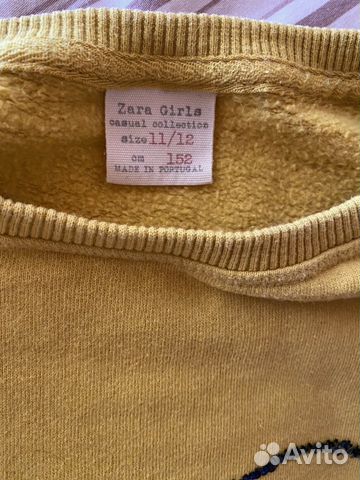 Zara Girls
casual collection
size 11/12
cm 152
MADE IN PORTUGAL
Avito